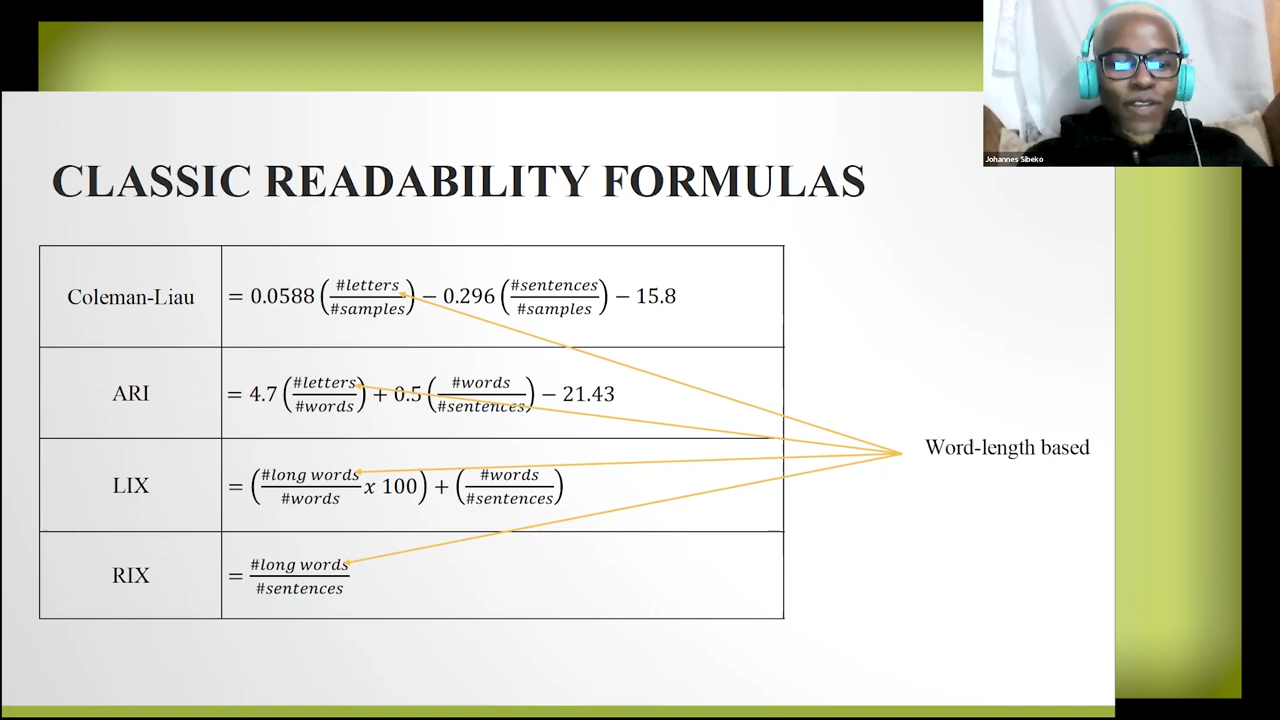 Johannes Sibeko
CLASSIC READABILITY FORMULAS
Coleman-Liau = 0.0588 (#letters/#samples) − 0.296 (#sentences/#samples) − 15.8
ARI = 4.7 (#letters/#words) + 0.5 (#words/#sentences) − 21.43
LIX = (#long words/#words x 100) + (#words/#sentences)
RIX = #long words/#sentences
Word-length based